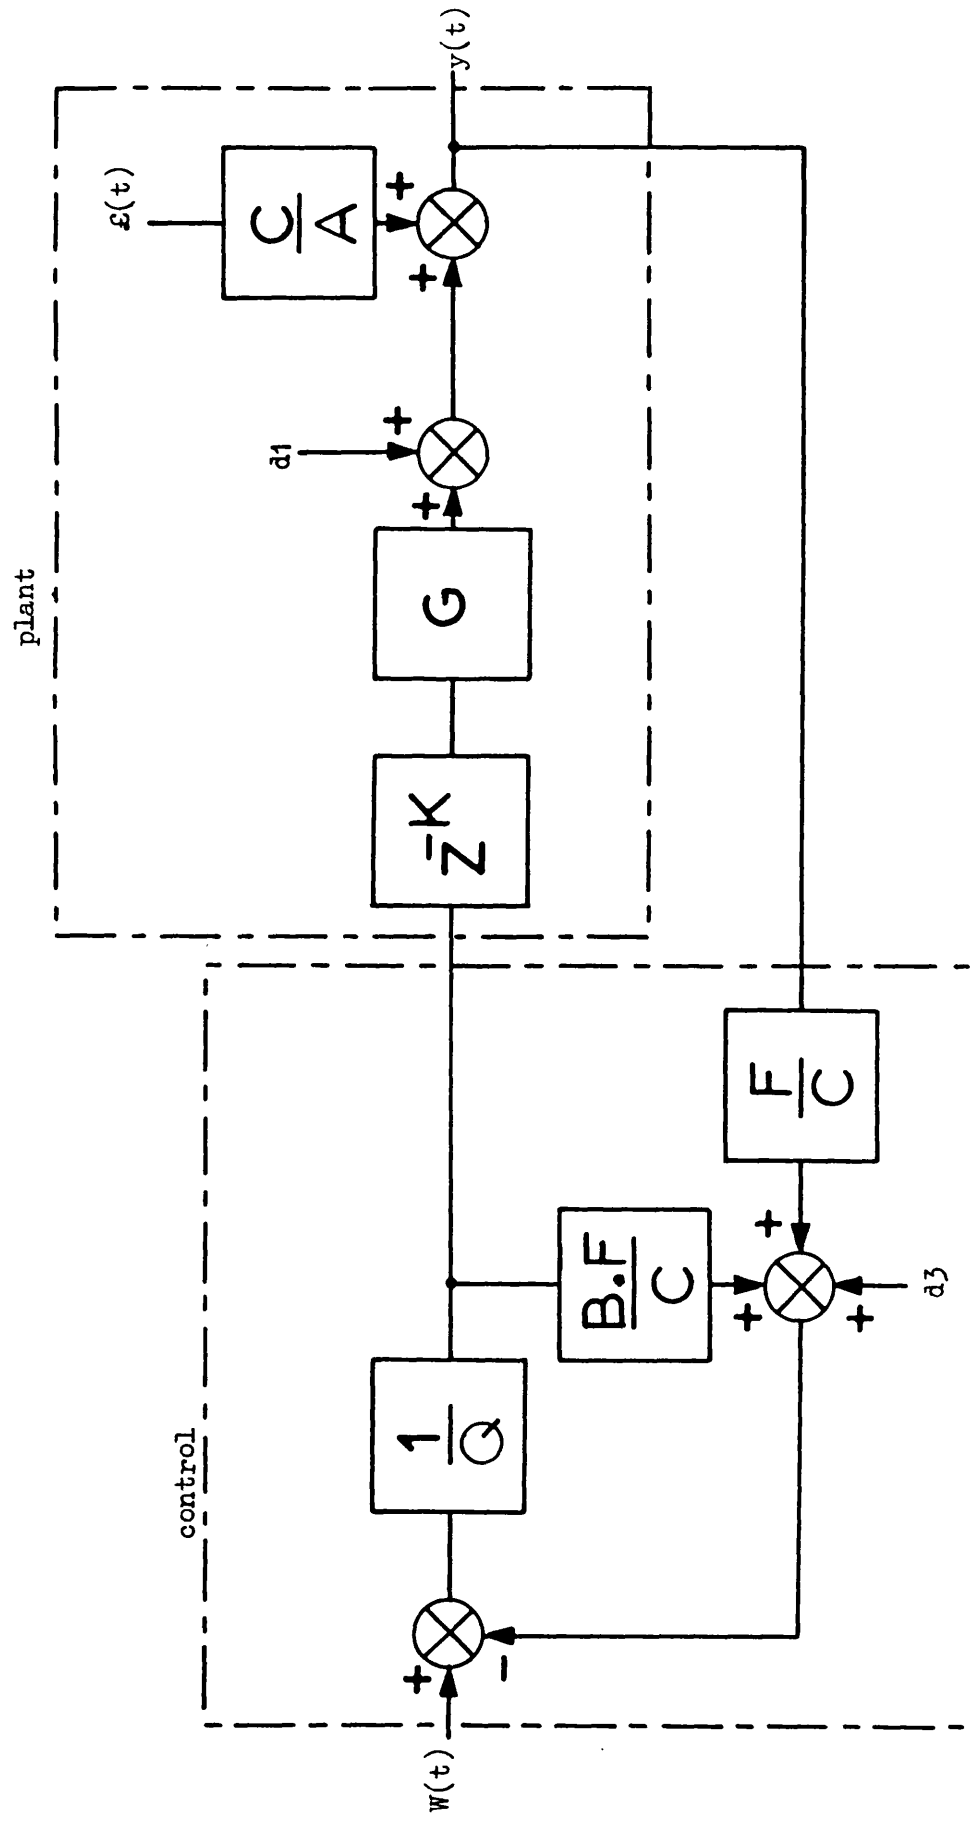 plant
£(t)
C
A
+
+
y(t)
d1
+
+
G
Z^-K
control
W(t)
+
-
1
Q
B.F
C
+
+
+
d3
F
C